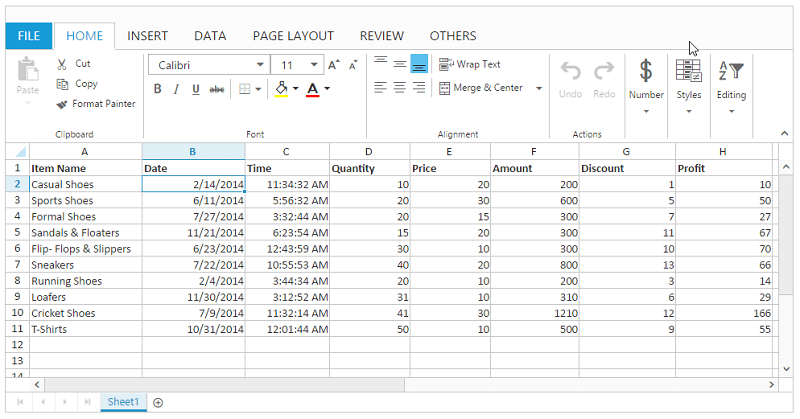 FILE HOME INSERT DATA PAGE LAYOUT REVIEW OTHERS
Paste
Cut
Copy
Format Painter
Clipboard
Calibri 11 A A
B I U abc A
Font
Wrap Text
Merge & Center
Alignment
Undo Redo
Actions
$
Number
Styles
A
Z
Editing
A B C D E F G H
1 Item Name Date Time Quantity Price Amount Discount Profit
2 Casual Shoes 2/14/2014 11:34:32 AM 10 20 200 1 10
3 Sports Shoes 6/11/2014 5:56:32 AM 20 30 600 5 50
4 Formal Shoes 7/27/2014 3:32:44 AM 20 15 300 7 27
5 Sandals & Floaters 11/21/2014 6:23:54 AM 15 20 300 11 67
6 Flip- Flops & Slippers 6/23/2014 12:43:59 AM 30 10 300 10 70
7 Sneakers 7/22/2014 10:55:53 AM 40 20 800 13 66
8 Running Shoes 2/4/2014 3:44:34 AM 20 10 200 3 14
9 Loafers 11/30/2014 3:12:52 AM 31 10 310 6 29
10 Cricket Shoes 7/9/2014 11:32:14 AM 41 30 1210 12 166
11 T-Shirts 10/31/2014 12:01:44 AM 50 10 500 9 55
12
13
14
Sheet1